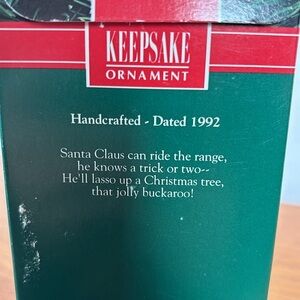 KEEPSAKE
ORNAMENT
Handcrafted - Dated 1992
Santa Claus can ride the range,
he knows a trick or two--
He'll lasso up a Christmas tree,
that jolly buckaroo!